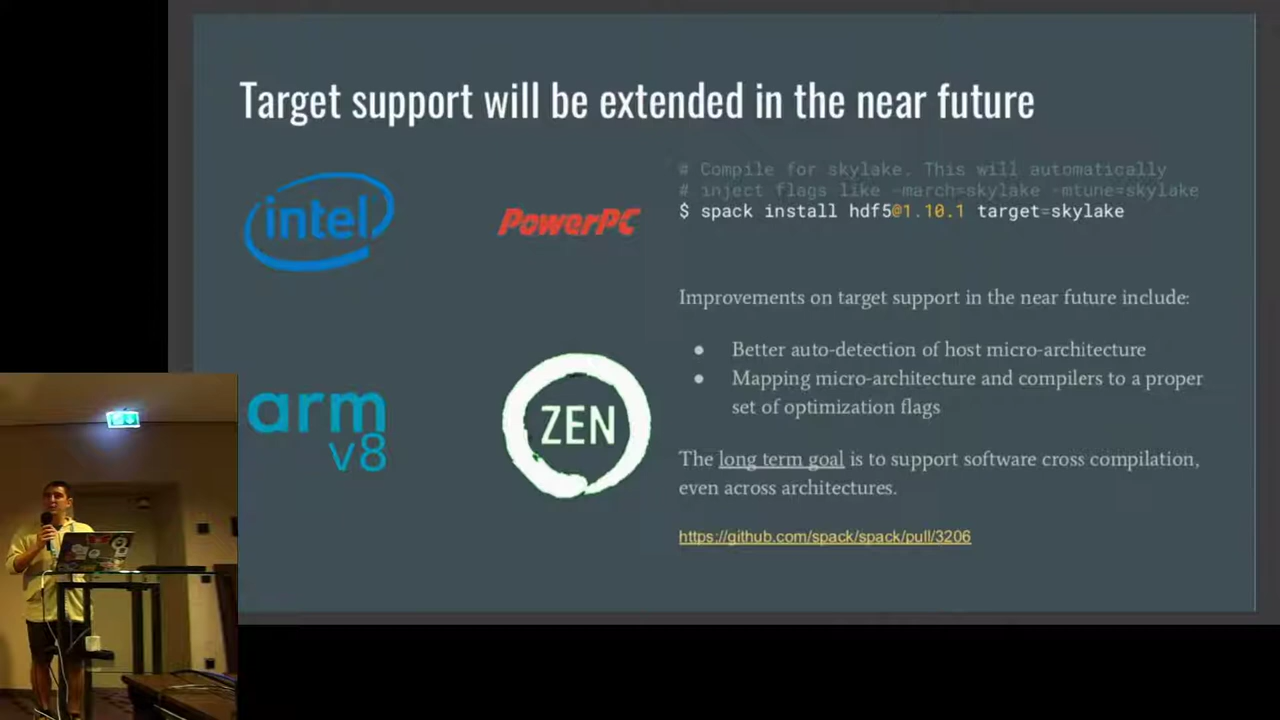 Target support will be extended in the near future
intel
PowerPC
arm
v8
ZEN
# Compile for skylake. This will automatically
# inject flags like -march=skylake -mtune=skylake
$ spack install hdf5@1.10.1 target=skylake
Improvements on target support in the near future include:
● Better auto-detection of host micro-architecture
● Mapping micro-architecture and compilers to a proper
set of optimization flags
The long term goal is to support software cross compilation,
even across architectures.
https://github.com/spack/spack/pull/3206